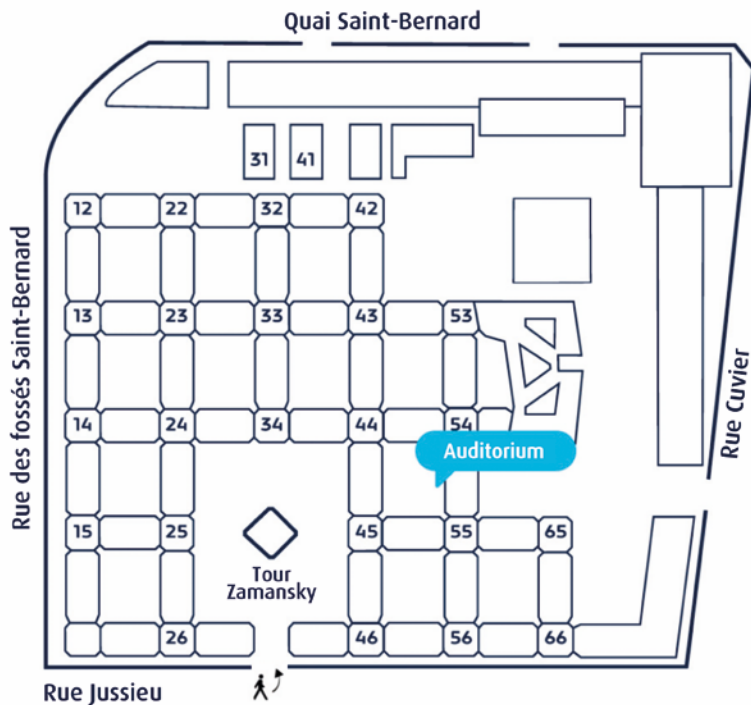 Quai Saint-Bernard
31 41
12 22 32 42
Rue des fossés Saint-Bernard
13 23 33 43 53
Rue Cuvier
14 24 34 44 54
Auditorium
15 25 45 55 65
Tour
Zamansky
26 46 56 66
Rue Jussieu